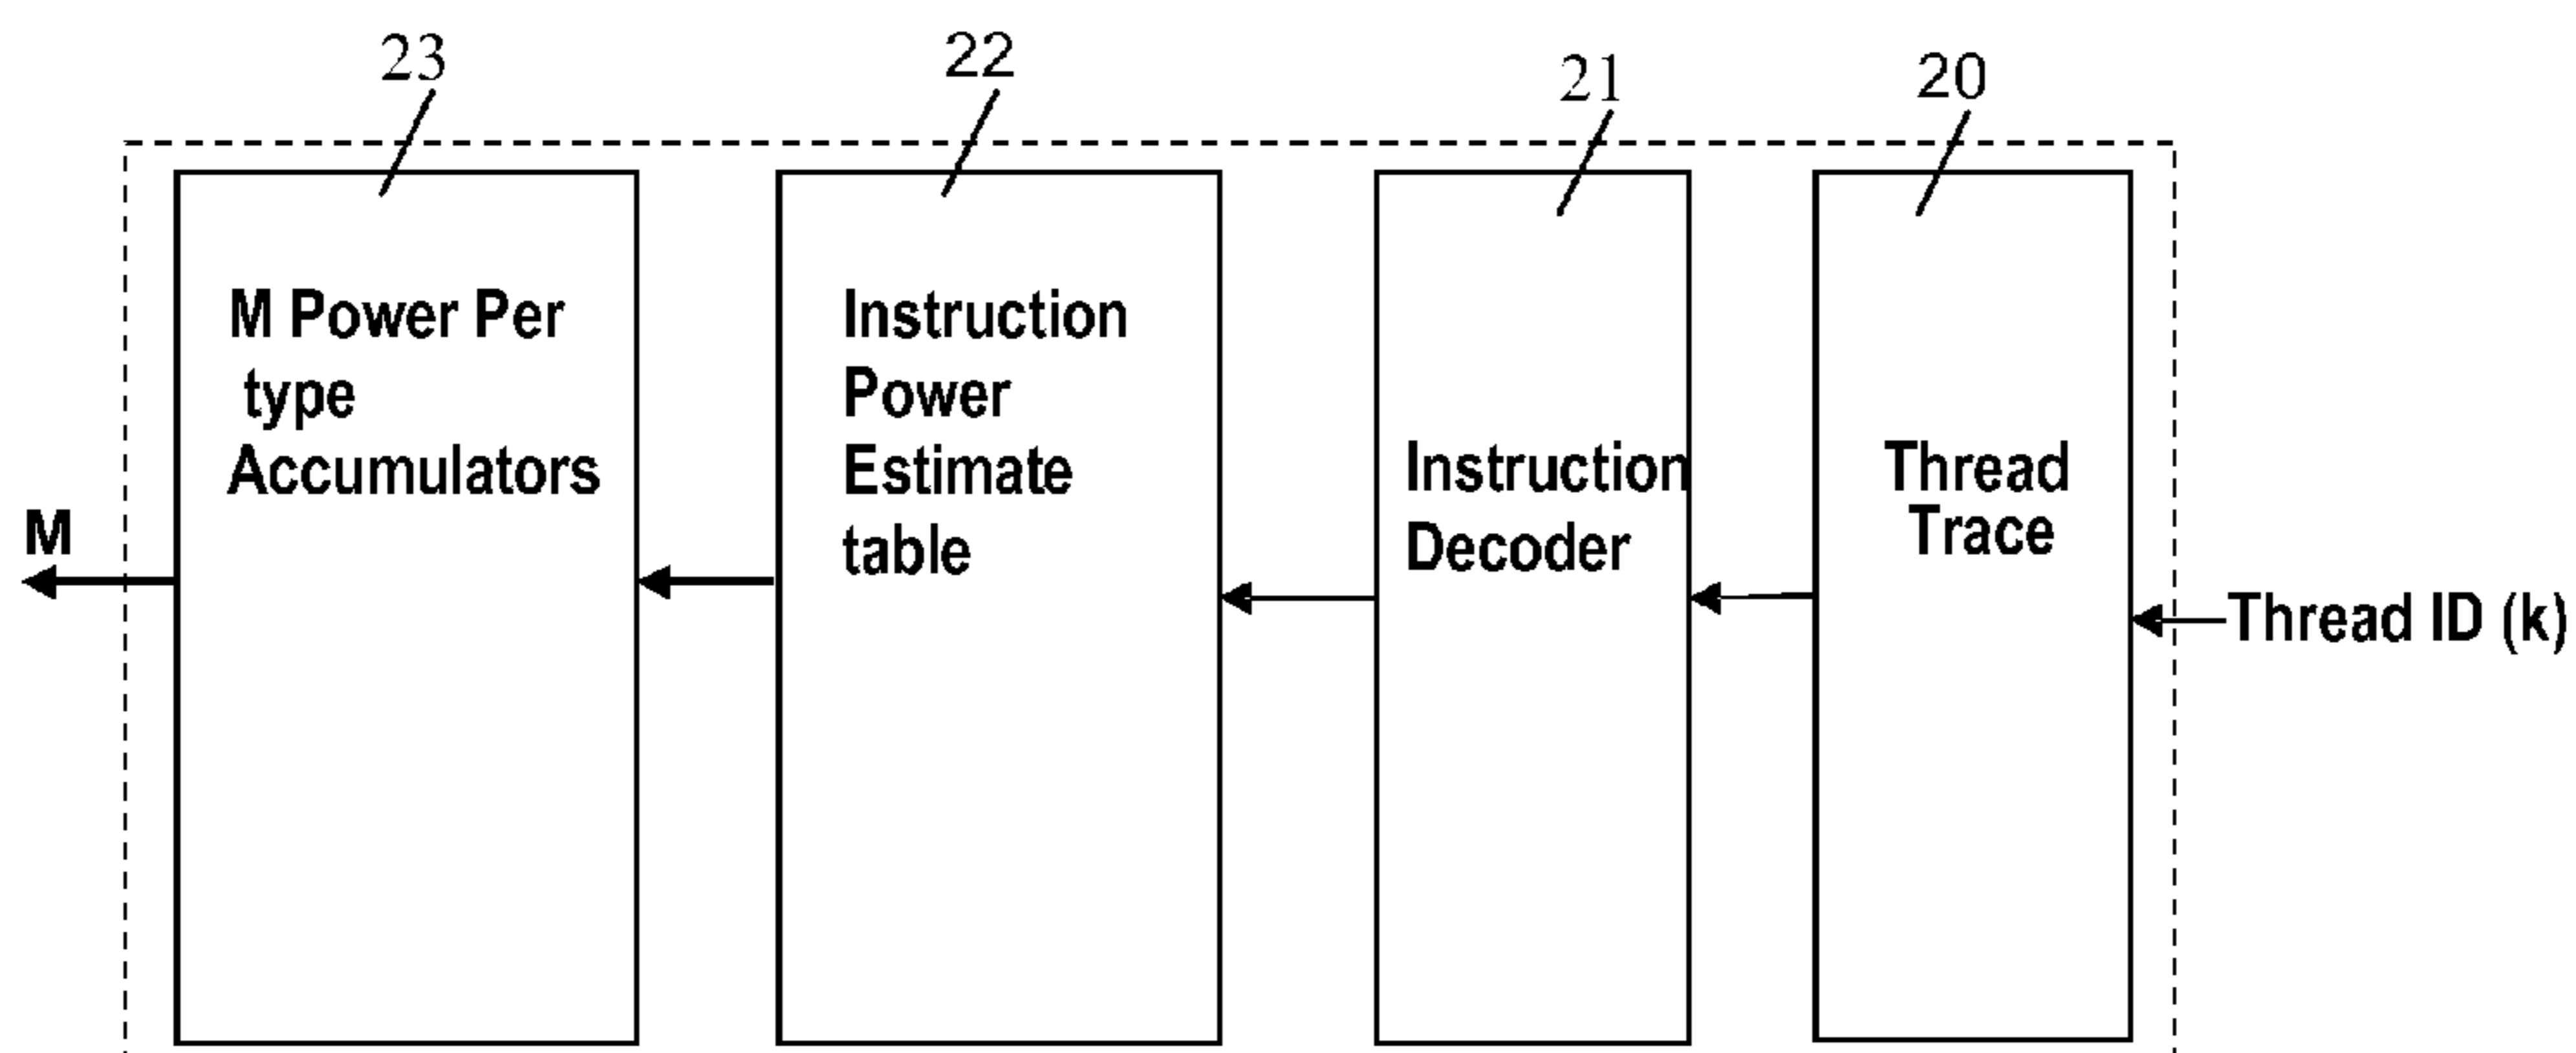 23
22
21
20
M Power Per
type
Accumulators
Instruction
Power
Estimate
table
Instruction
Decoder
Thread
Trace
M
Thread ID (k)